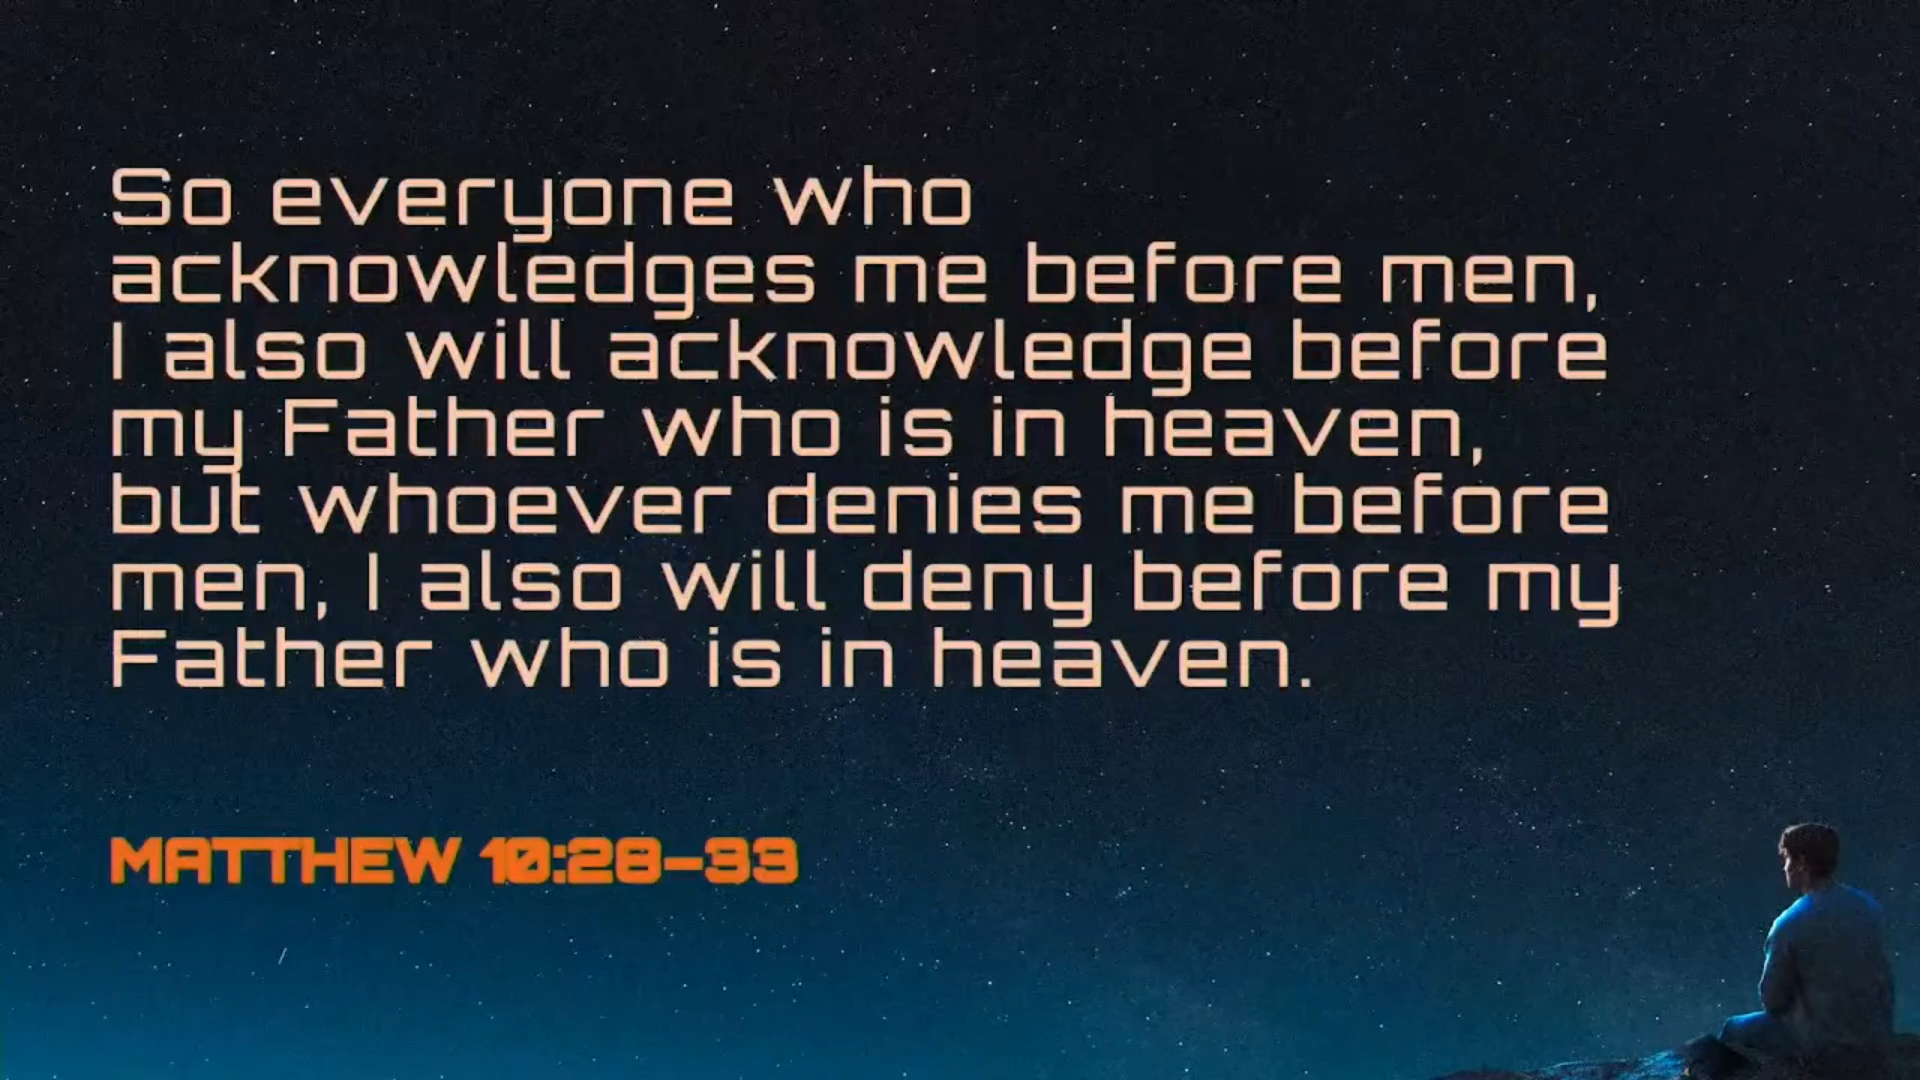 So everyone who
acknowledges me before men,
I also will acknowledge before
my Father who is in heaven,
but whoever denies me before
men, I also will deny before my
Father who is in heaven.
MATTHEW 10:28–33